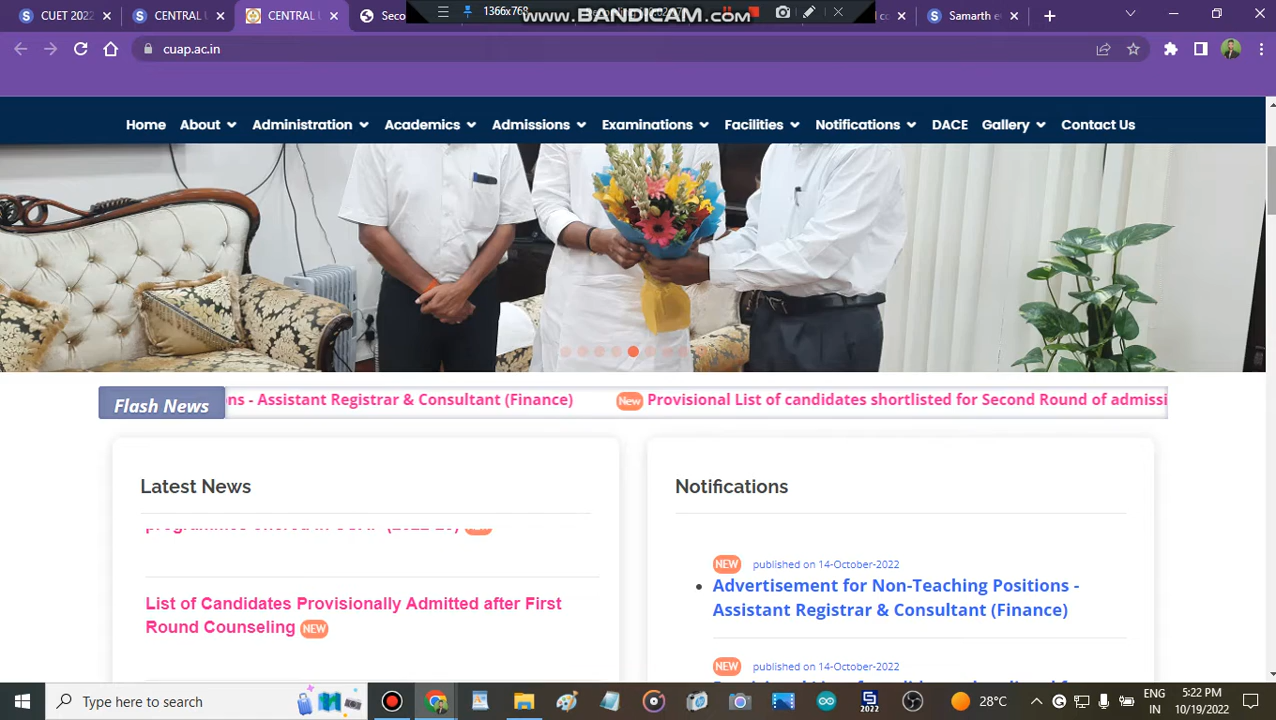 CUET 2022
CENTRAL U
CENTRAL U
Seco
1366x768
www.BANDICAM.com
Samarth e
cuap.ac.in
Home About Administration Academics Admissions Examinations Facilities Notifications DACE Gallery Contact Us
Flash News
ns - Assistant Registrar & Consultant (Finance) New Provisional List of candidates shortlisted for Second Round of admissi
Latest News
List of Candidates Provisionally Admitted after First
Round Counseling NEW
Notifications
NEW published on 14-October-2022
Advertisement for Non-Teaching Positions -
Assistant Registrar & Consultant (Finance)
NEW published on 14-October-2022
Type here to search
2022
28°C
ENG
IN
5:22 PM
10/19/2022